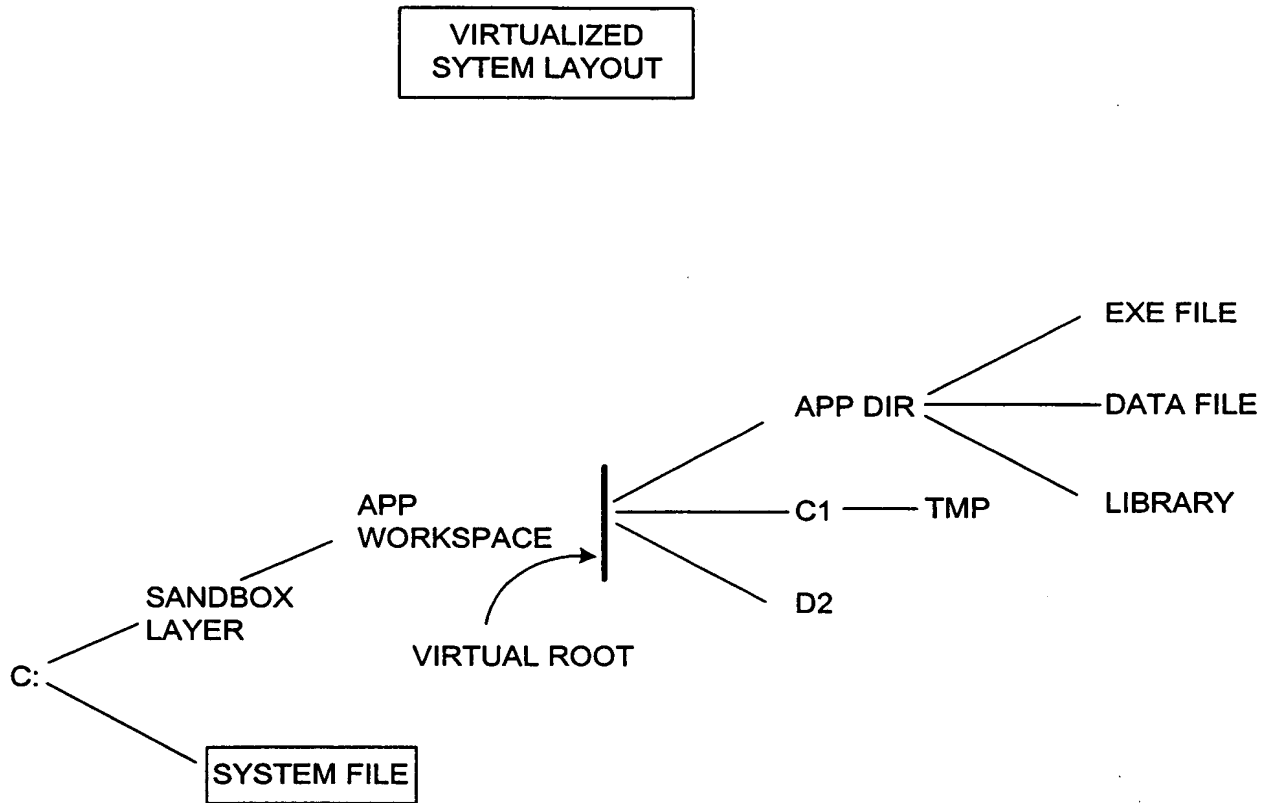 VIRTUALIZED
SYTEM LAYOUT
EXE FILE
APP DIR
DATA FILE
APP
WORKSPACE
C1
TMP
LIBRARY
SANDBOX
LAYER
D2
VIRTUAL ROOT
C:
SYSTEM FILE